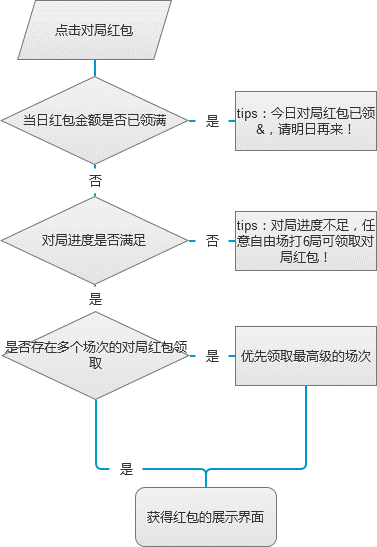 点击对局红包
当日红包金额是否已领满
是
tips：今日对局红包已领
&，请明日再来！
否
对局进度是否满足
否
tips：对局进度不足，任
意自由场打6局可领取对
局红包！
是
是否存在多个场次的对局红包领
取
是
优先领取最高级的场次
是
获得红包的展示界面